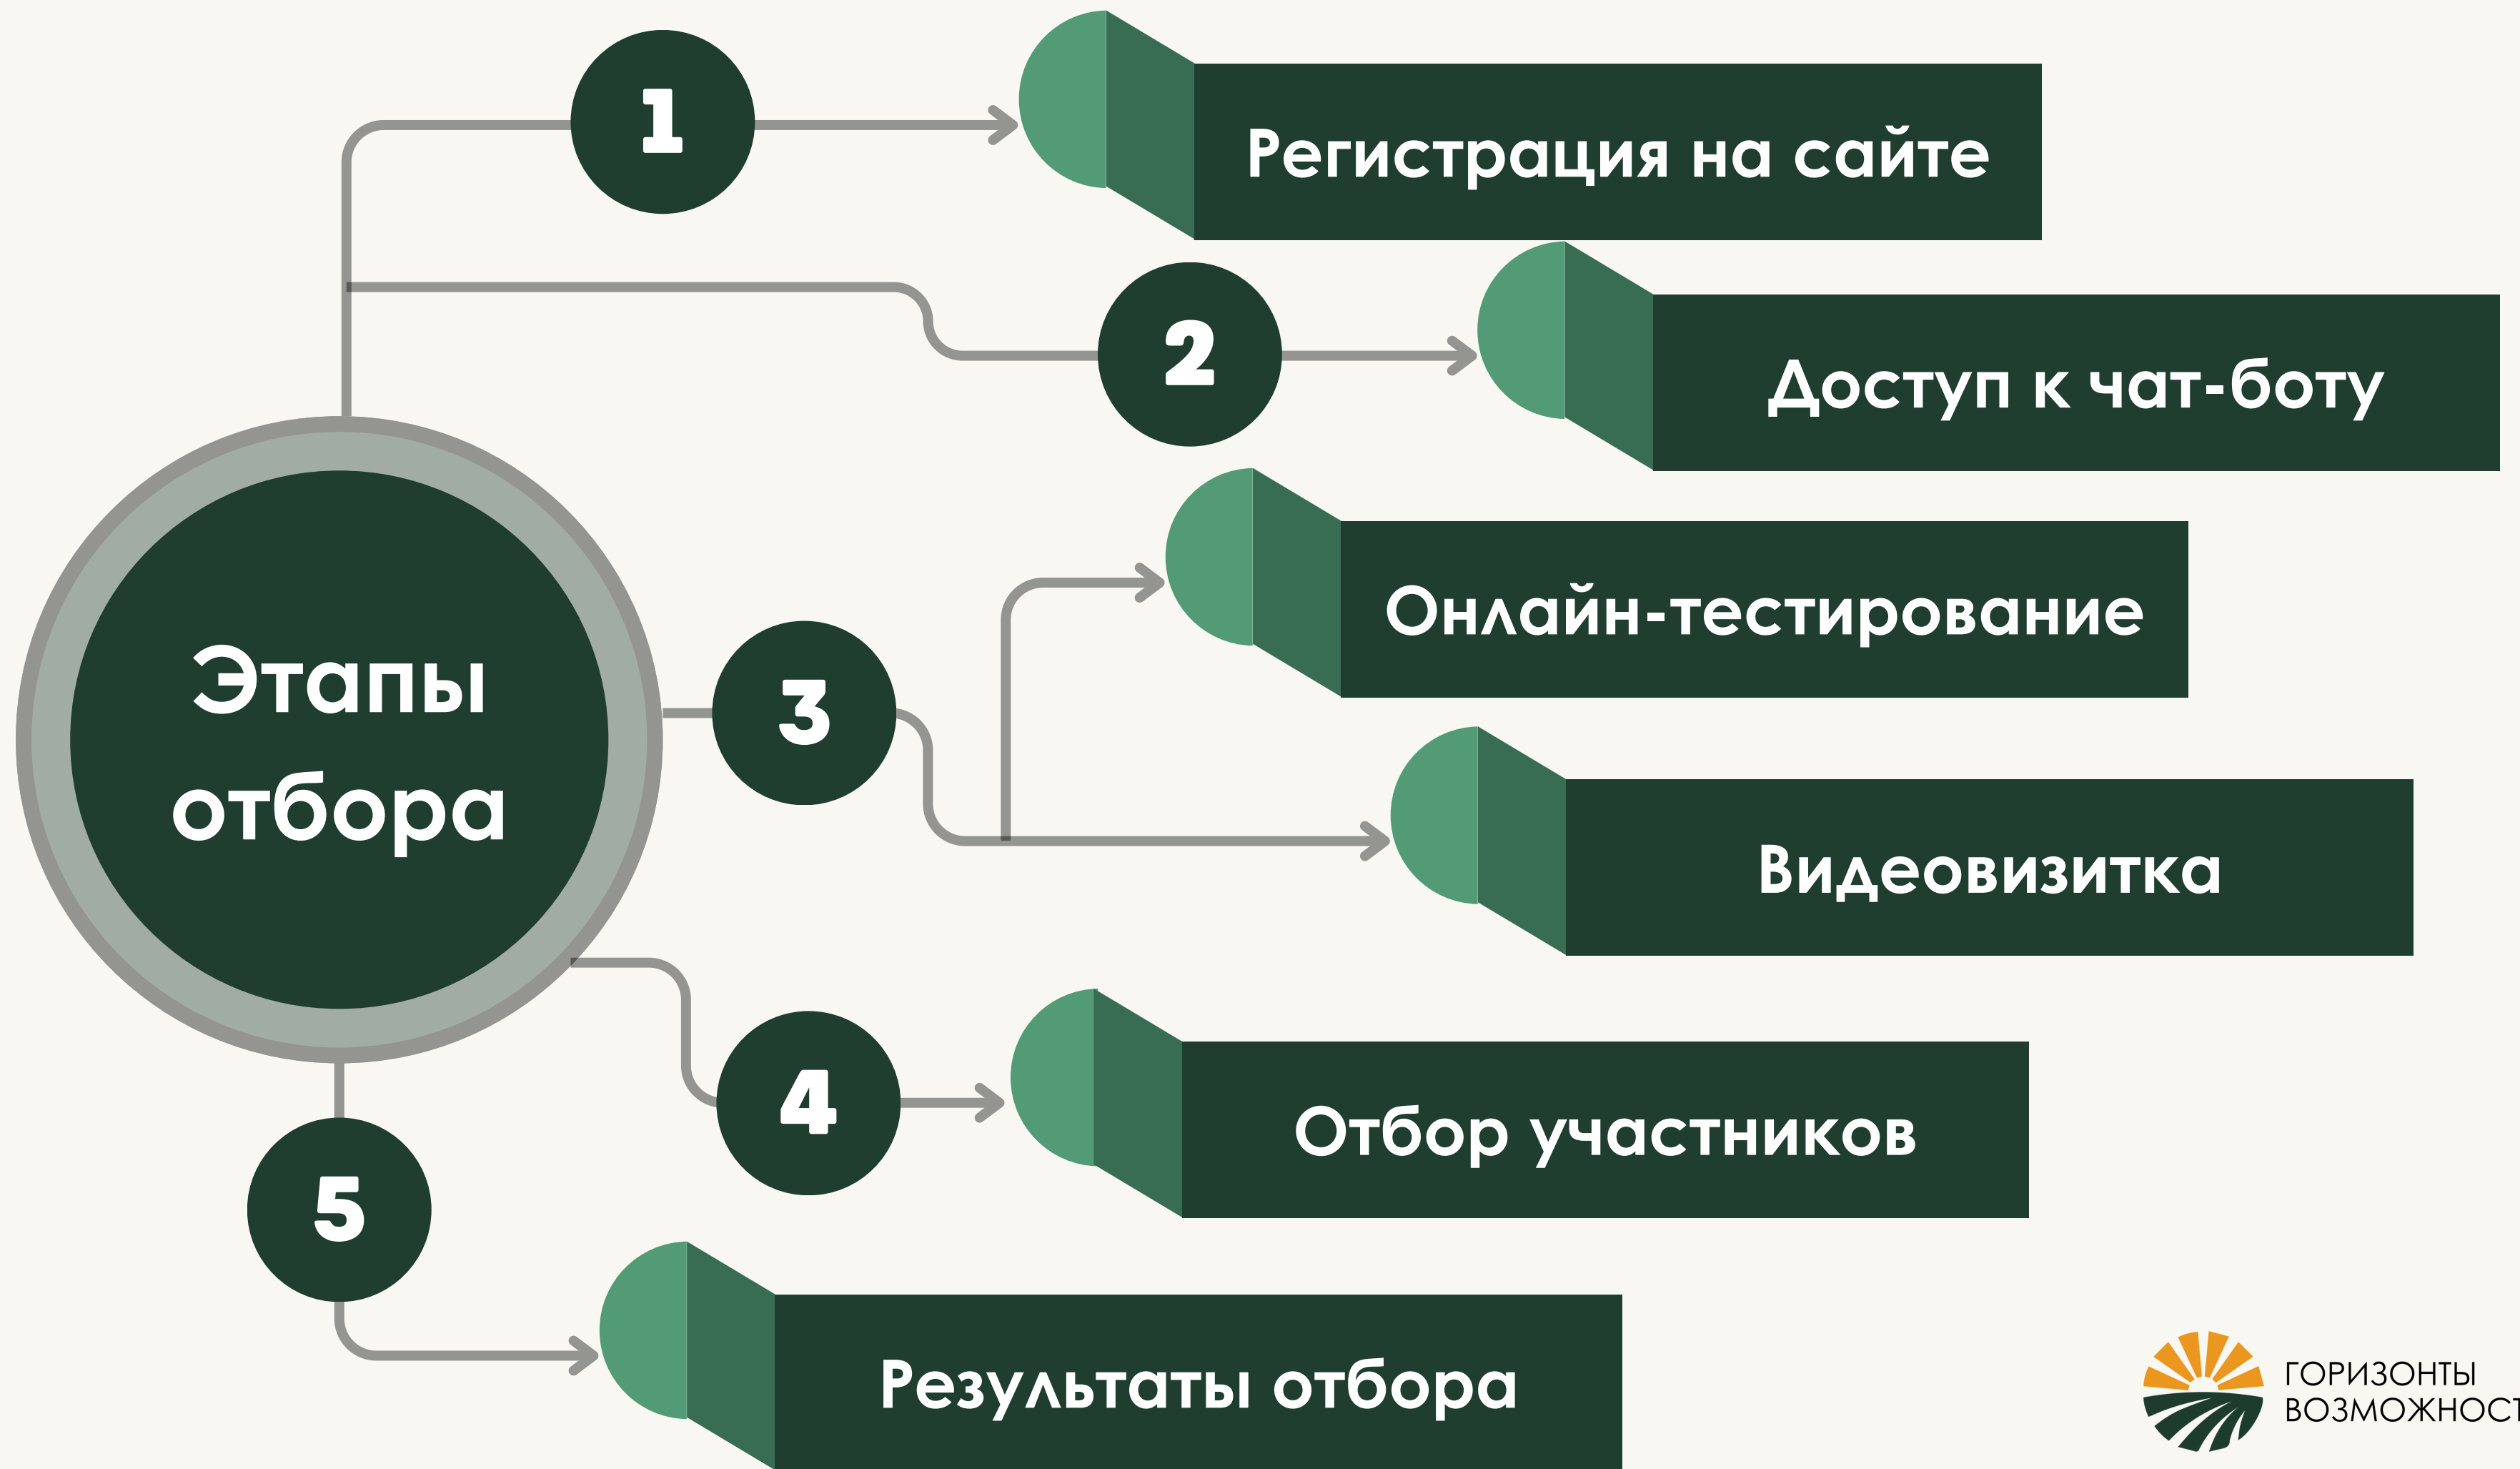 1
Регистрация на сайте
2
Доступ к чат-боту
Этапы
отбора
3
Онлайн-тестирование
Видеовизитка
4
Отбор участников
5
Результаты отбора
ГОРИЗОНТЫ